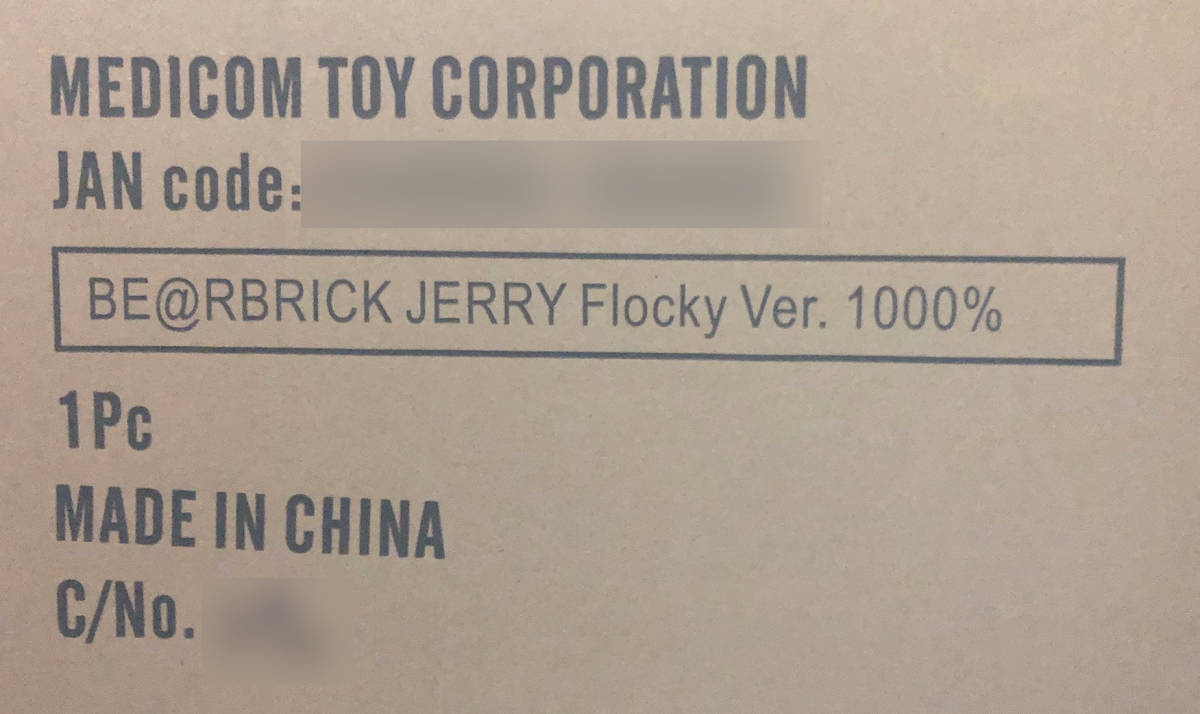 MEDICOM TOY CORPORATION
JAN code:
BE@RBRICK JERRY Flocky Ver. 1000%
1Pc
MADE IN CHINA
C/No.